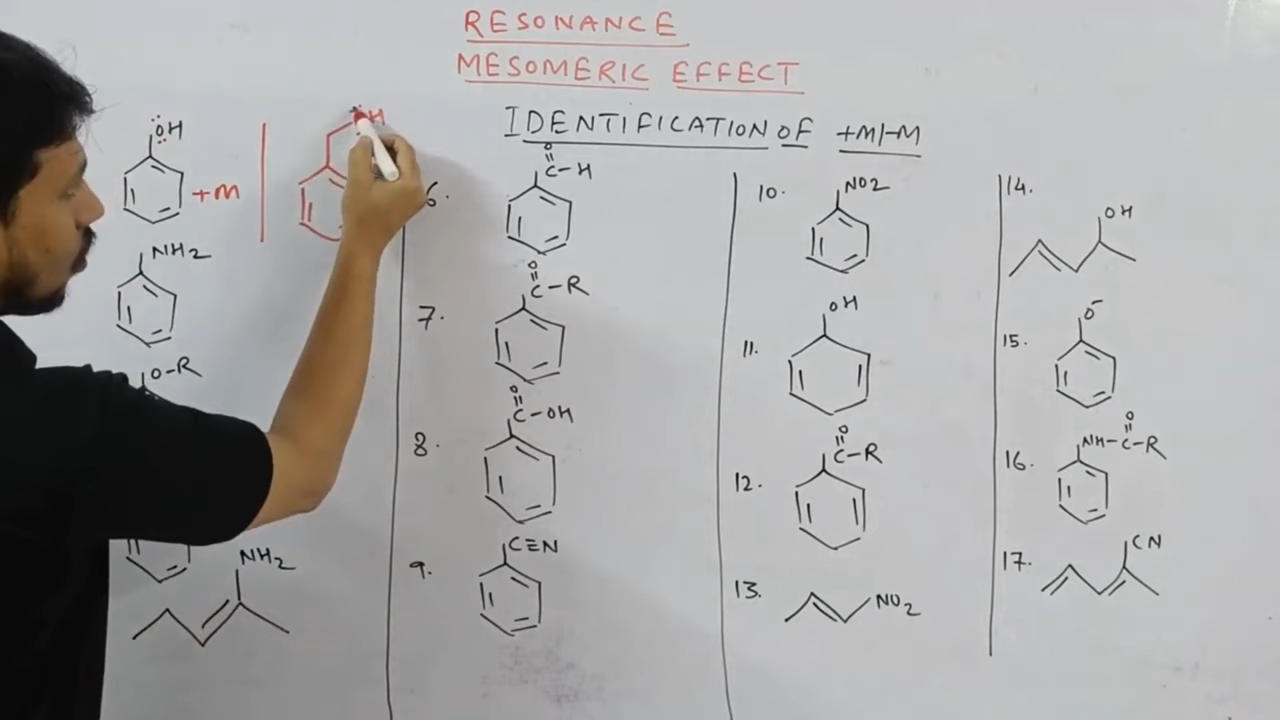 RESONANCE
MESOMERIC EFFECT
IDENTIFICATION OF +M/-M
OH
+m
H
NH2
O-R
NH2
6.
O
C-H
7.
O
C-R
8.
O
C-OH
9.
C≡N
10.
NO2
11.
OH
12.
O
C-R
13.
NO2
14.
OH
15.
O-
16.
O
NH-C-R
17.
CN